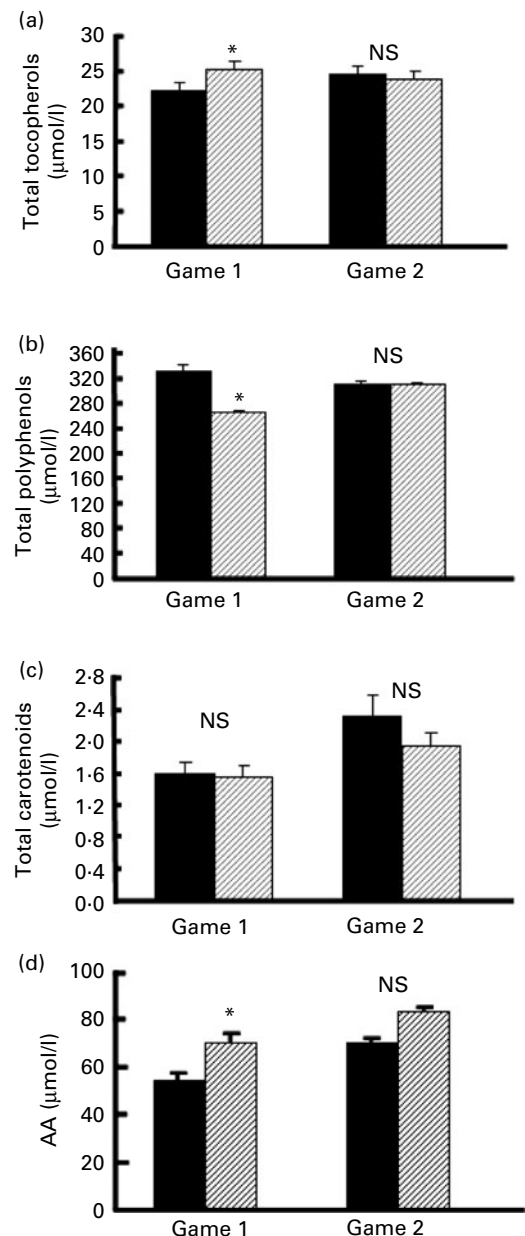 (a)
Total tocopherols
(μmol/l)
30
25
20
15
10
5
0
*
NS
Game 1 Game 2
(b)
Total polyphenols
(μmol/l)
360
320
280
240
200
160
120
80
40
0
*
NS
Game 1 Game 2
(c)
Total carotenoids
(μmol/l)
2·8
2·4
2·0
1·6
1·2
0·8
0·4
0·0
NS
NS
Game 1 Game 2
(d)
AA (μmol/l)
100
80
60
40
20
0
*
NS
Game 1 Game 2